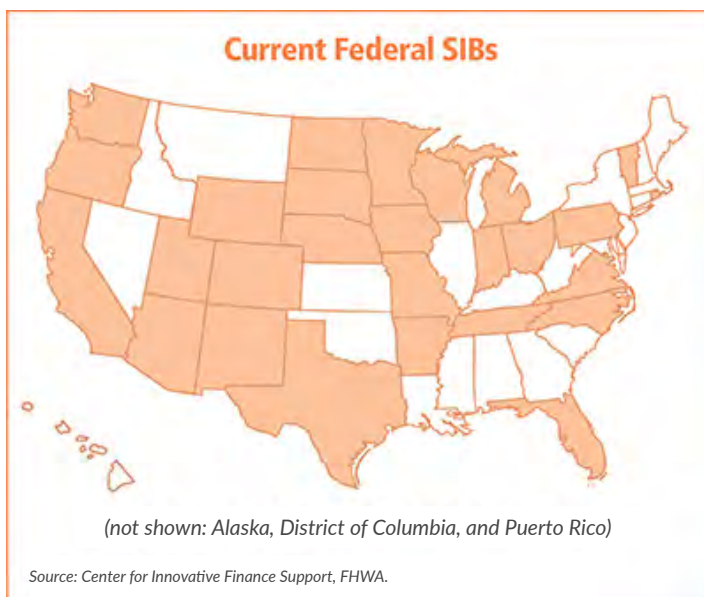 Current Federal SIBs
(not shown: Alaska, District of Columbia, and Puerto Rico)
Source: Center for Innovative Finance Support, FHWA.